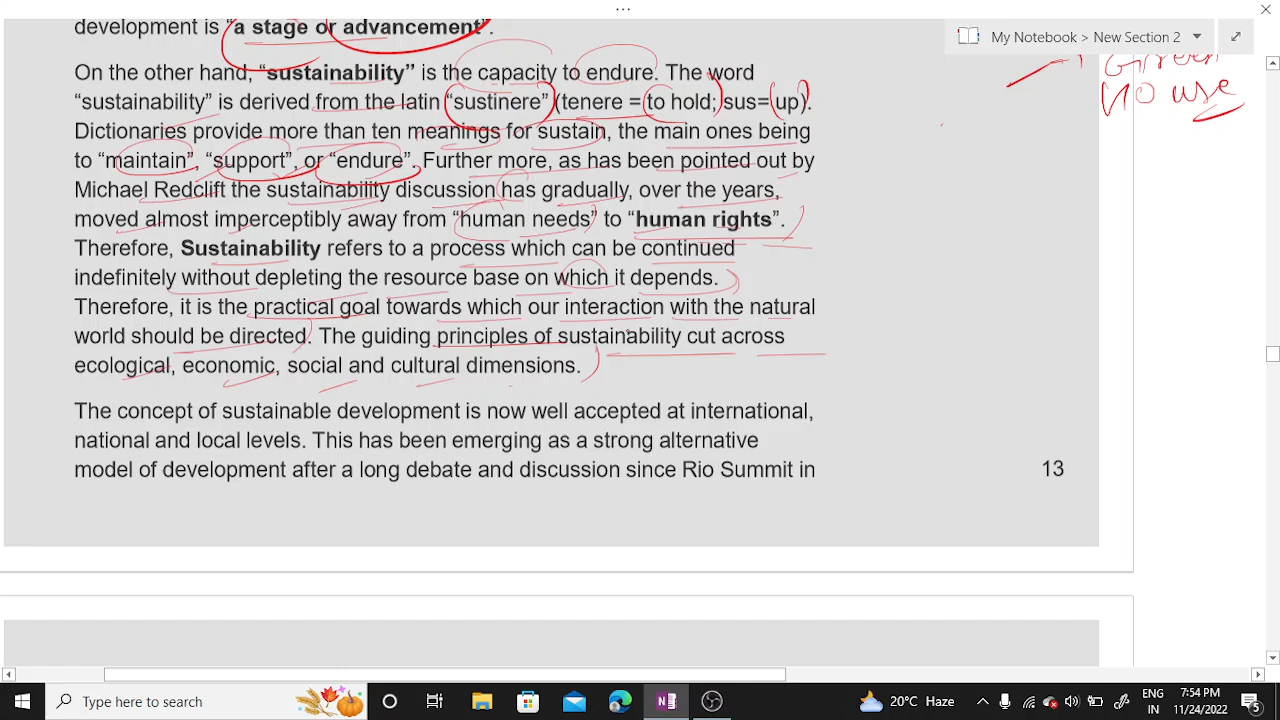 ...
development is “a stage or advancement”.
My Notebook > New Section 2
Green
House
On the other hand, “sustainability” is the capacity to endure. The word
“sustainability” is derived from the latin “sustinere” (tenere = to hold; sus= up).
Dictionaries provide more than ten meanings for sustain, the main ones being
to “maintain”, “support”, or “endure”. Further more, as has been pointed out by
Michael Redclift the sustainability discussion has gradually, over the years,
moved almost imperceptibly away from “human needs” to “human rights”.
Therefore, Sustainability refers to a process which can be continued
indefinitely without depleting the resource base on which it depends.
Therefore, it is the practical goal towards which our interaction with the natural
world should be directed. The guiding principles of sustainability cut across
ecological, economic, social and cultural dimensions.
The concept of sustainable development is now well accepted at international,
national and local levels. This has been emerging as a strong alternative
model of development after a long debate and discussion since Rio Summit in
13
Type here to search
20°C Haze
ENG
IN
7:54 PM
11/24/2022
5